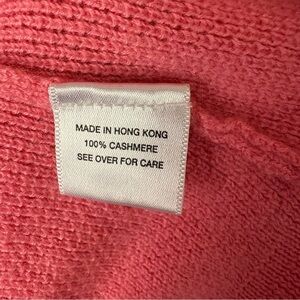 MADE IN HONG KONG
100% CASHMERE
SEE OVER FOR CARE